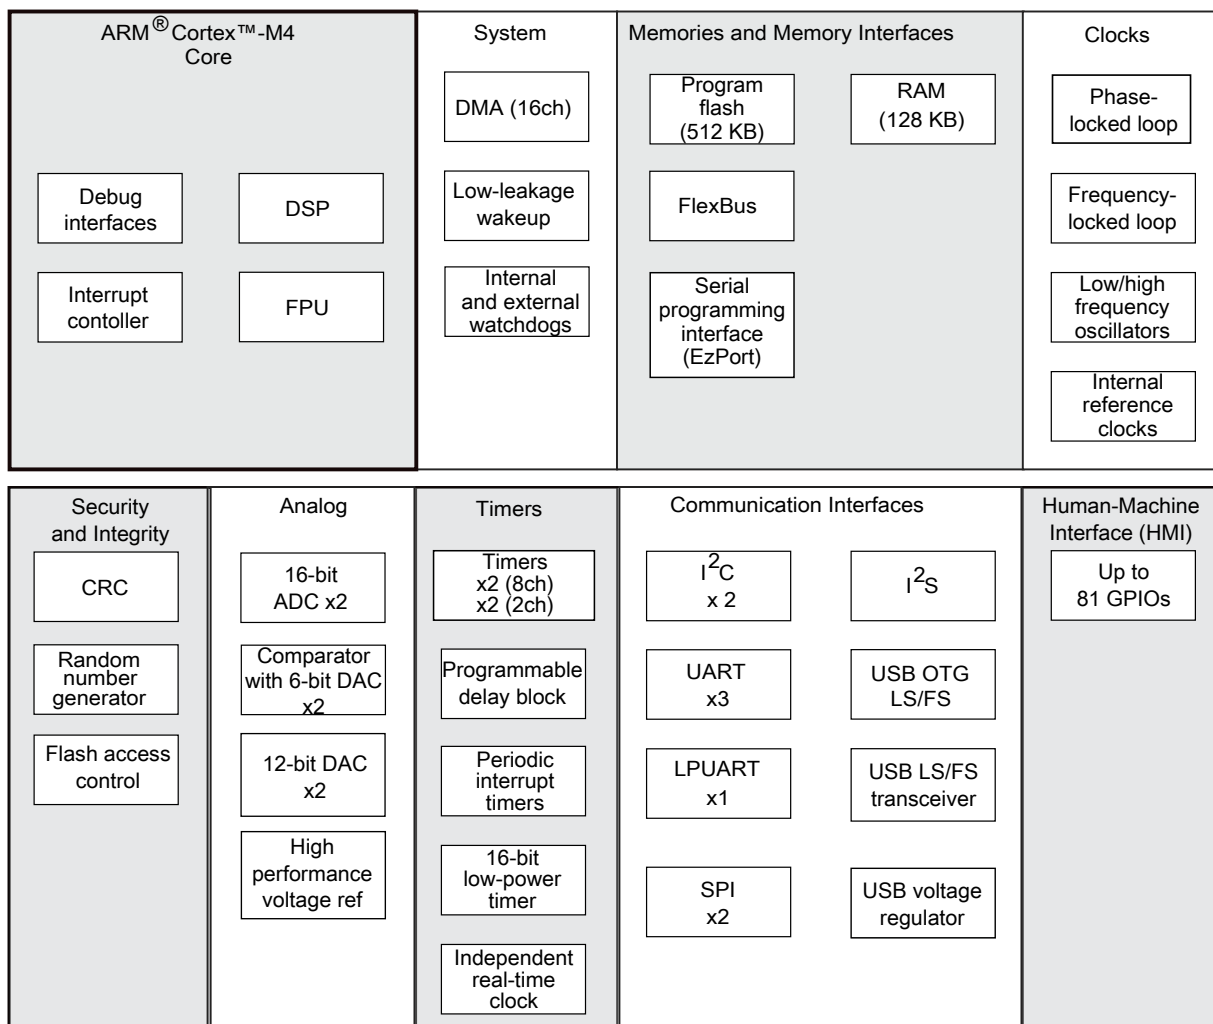 ARM® Cortex™-M4
Core
Debug
interfaces
DSP
Interrupt
contoller
FPU
System
DMA (16ch)
Low-leakage
wakeup
Internal
and external
watchdogs
Memories and Memory Interfaces
Program
flash
(512 KB)
RAM
(128 KB)
FlexBus
Serial
programming
interface
(EzPort)
Clocks
Phase-
locked loop
Frequency-
locked loop
Low/high
frequency
oscillators
Internal
reference
clocks
Security
and Integrity
CRC
Random
number
generator
Flash access
control
Analog
16-bit
ADC x2
Comparator
with 6-bit DAC
x2
12-bit DAC
x2
High
performance
voltage ref
Timers
Timers
x2 (8ch)
x2 (2ch)
Programmable
delay block
Periodic
interrupt
timers
16-bit
low-power
timer
Independent
real-time
clock
Communication Interfaces
I²C
x 2
I²S
UART
x3
USB OTG
LS/FS
LPUART
x1
USB LS/FS
transceiver
SPI
x2
USB voltage
regulator
Human-Machine
Interface (HMI)
Up to
81 GPIOs